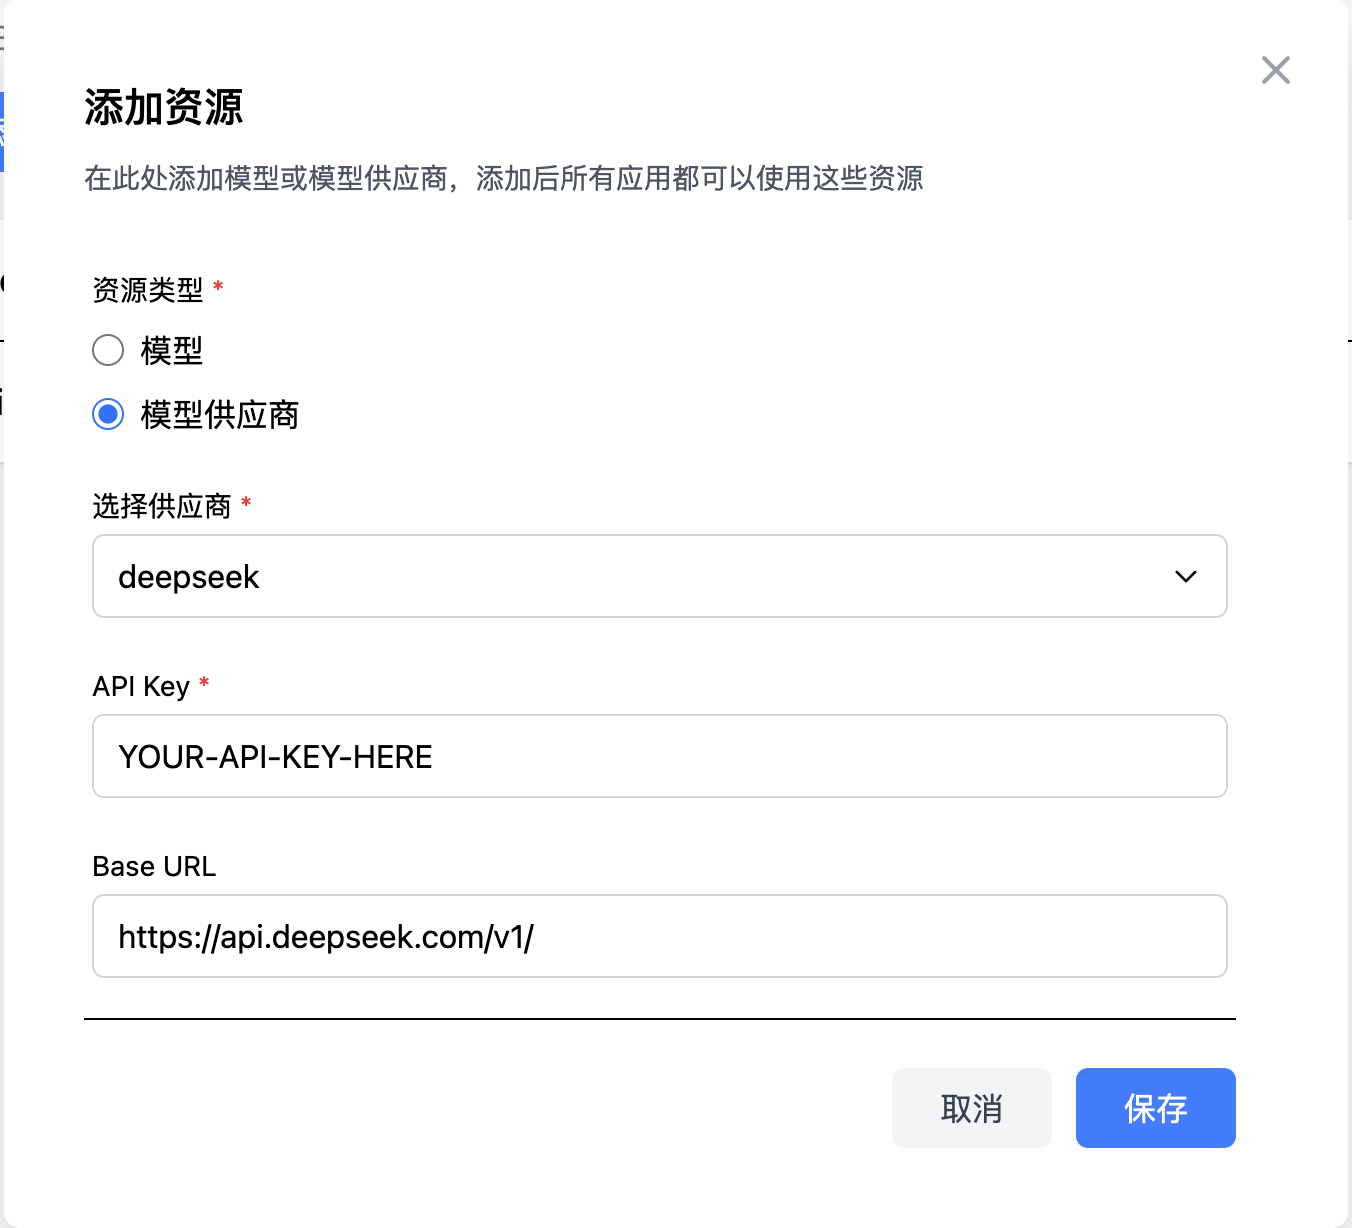 添加资源
在此处添加模型或模型供应商，添加后所有应用都可以使用这些资源
资源类型 *
模型
模型供应商
选择供应商 *
deepseek
API Key *
YOUR-API-KEY-HERE
Base URL
https://api.deepseek.com/v1/
取消
保存